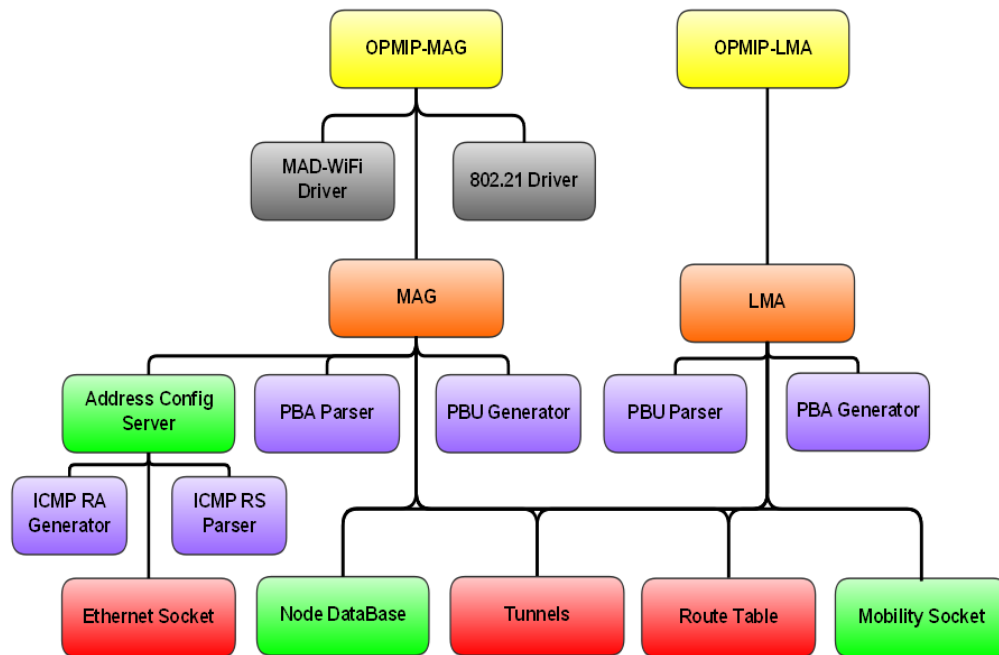 OPMIP-MAG
OPMIP-LMA
MAD-WiFi
Driver
802.21 Driver
MAG
LMA
Address Config
Server
PBA Parser
PBU Generator
PBU Parser
PBA Generator
ICMP RA
Generator
ICMP RS
Parser
Ethernet Socket
Node DataBase
Tunnels
Route Table
Mobility Socket